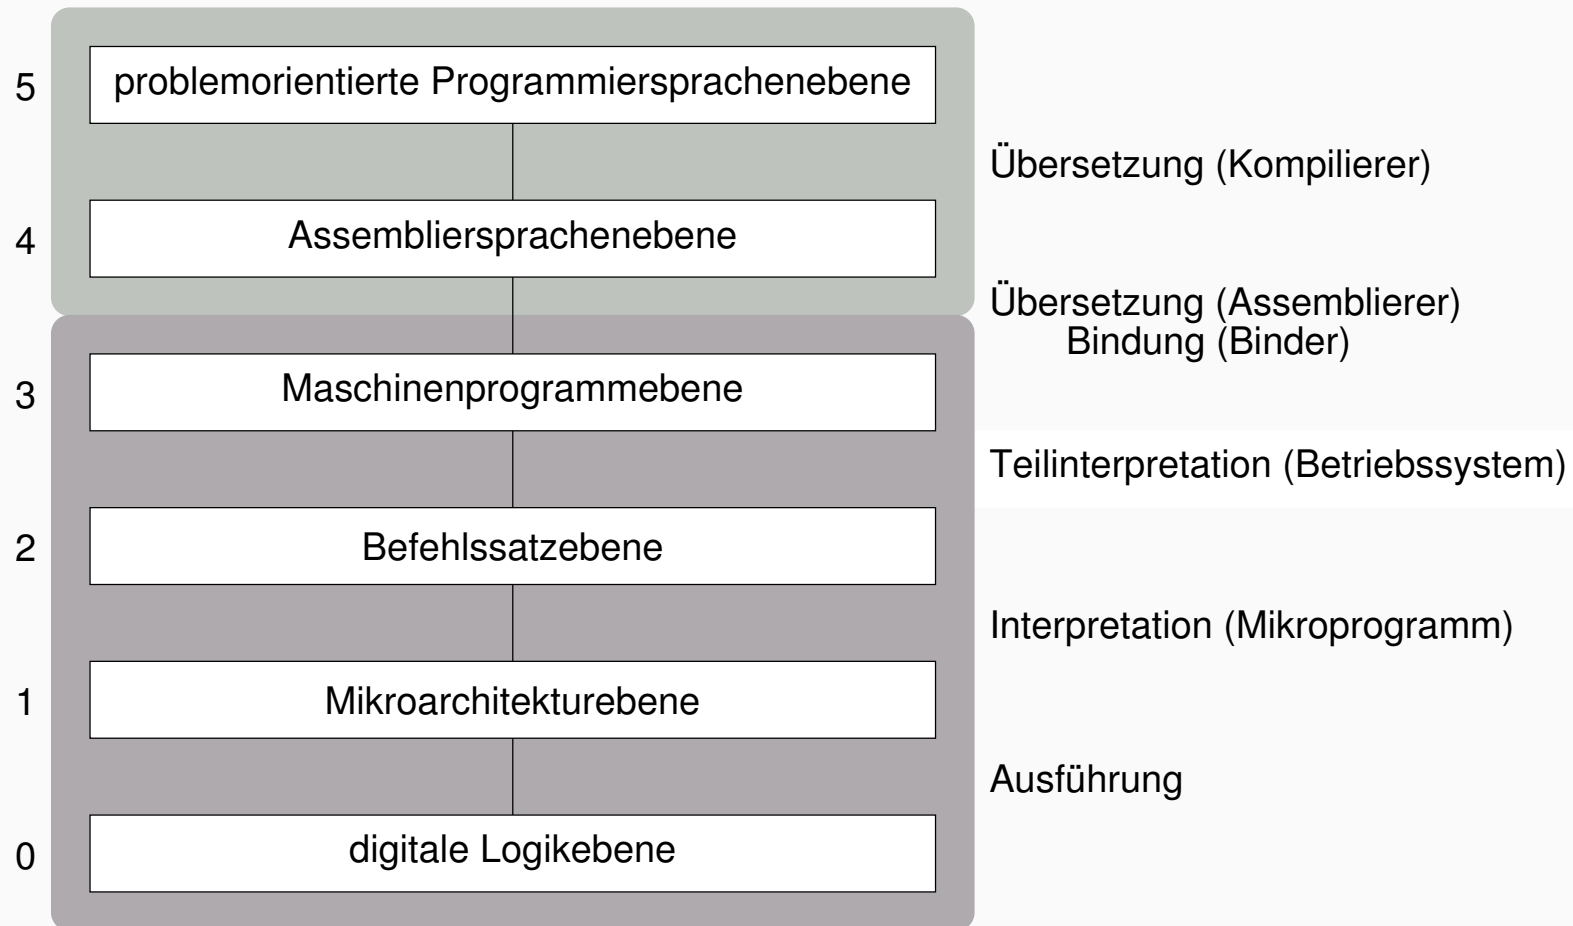 5
problemorientierte Programmiersprachenebene
Übersetzung (Kompilierer)
4
Assembliersprachenebene
Übersetzung (Assemblierer)
Bindung (Binder)
3
Maschinenprogrammebene
Teilinterpretation (Betriebssystem)
2
Befehlssatzebene
Interpretation (Mikroprogramm)
1
Mikroarchitekturebene
Ausführung
0
digitale Logikebene